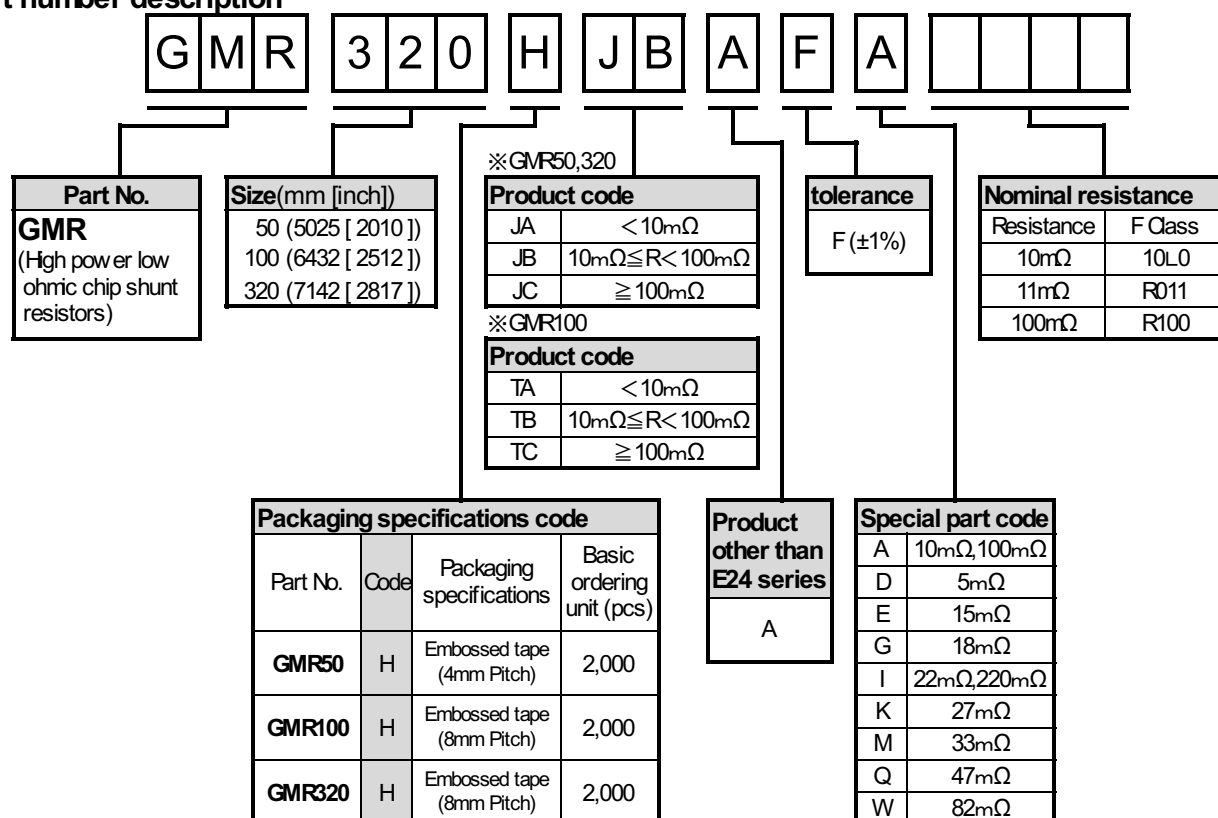 t number description
G M R 3 2 0 H J B A F A
※GMR50,320
Part No.
GMR
(High power low
ohmic chip shunt
resistors)
Size(mm [inch])
50 (5025 [ 2010 ])
100 (6432 [ 2512 ])
320 (7142 [ 2817 ])
Product code
JA <10mΩ
JB 10mΩ≦R<100mΩ
JC ≧100mΩ
※GMR100
Product code
TA <10mΩ
TB 10mΩ≦R<100mΩ
TC ≧100mΩ
tolerance
F (±1%)
Nominal resistance
Resistance F Class
10mΩ 10L0
11mΩ R011
100mΩ R100
Packaging specifications code
Part No. Code Packaging specifications Basic ordering unit (pcs)
GMR50 H Embossed tape (4mm Pitch) 2,000
GMR100 H Embossed tape (8mm Pitch) 2,000
GMR320 H Embossed tape (8mm Pitch) 2,000
Product
other than
E24 series
A
Special part code
A 10mΩ,100mΩ
D 5mΩ
E 15mΩ
G 18mΩ
I 22mΩ,220mΩ
K 27mΩ
M 33mΩ
Q 47mΩ
W 82mΩ